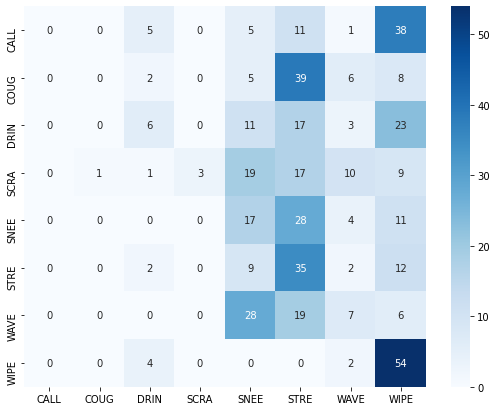 CALL 0 0 5 0 5 11 1 38
COUG 0 0 2 0 5 39 6 8
DRIN 0 0 6 0 11 17 3 23
SCRA 0 1 1 3 19 17 10 9
SNEE 0 0 0 0 17 28 4 11
STRE 0 0 2 0 9 35 2 12
WAVE 0 0 0 0 28 19 7 6
WIPE 0 0 4 0 0 0 2 54
CALL COUG DRIN SCRA SNEE STRE WAVE WIPE
50
40
30
20
10
0